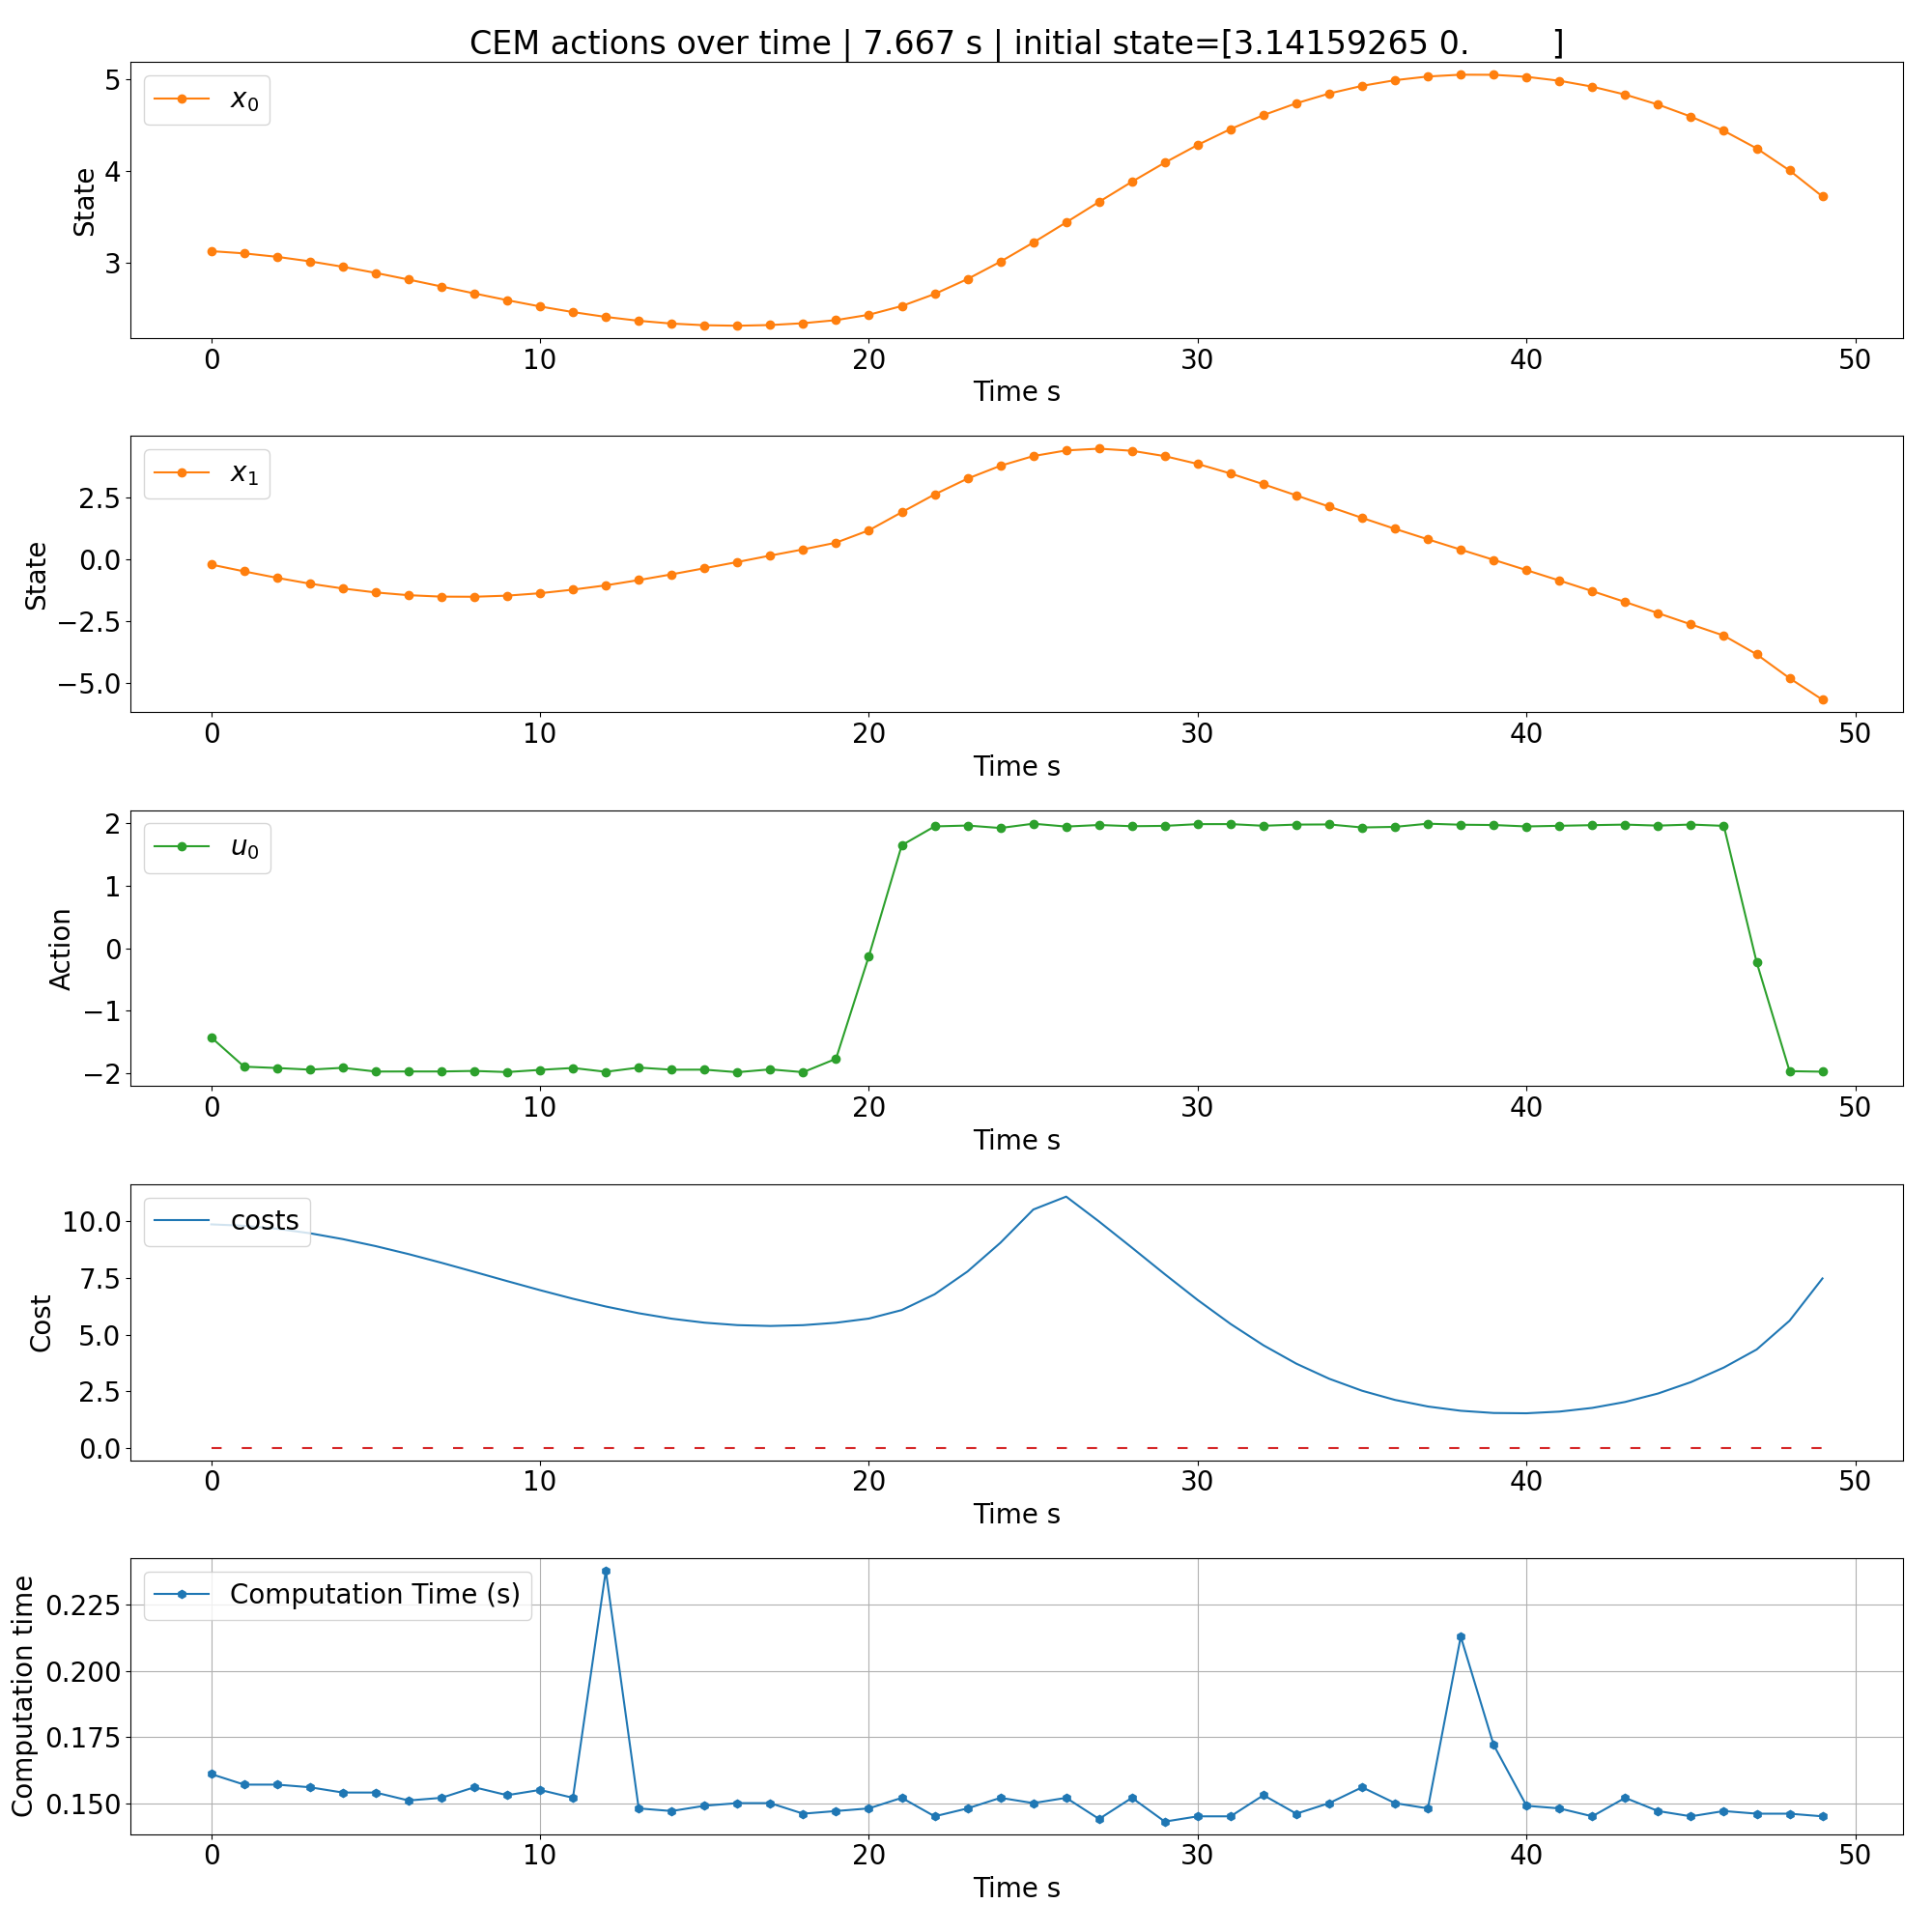 CEM actions over time | 7.667 s | initial state=[3.14159265 0.         ]
x0
State
5
4
3
0 10 20 30 40 50
Time s
x1
State
2.5
0.0
−2.5
−5.0
0 10 20 30 40 50
Time s
u0
Action
2
1
0
−1
−2
0 10 20 30 40 50
Time s
costs
Cost
10.0
7.5
5.0
2.5
0.0
0 10 20 30 40 50
Time s
Computation Time (s)
Computation time
0.225
0.200
0.175
0.150
0 10 20 30 40 50
Time s